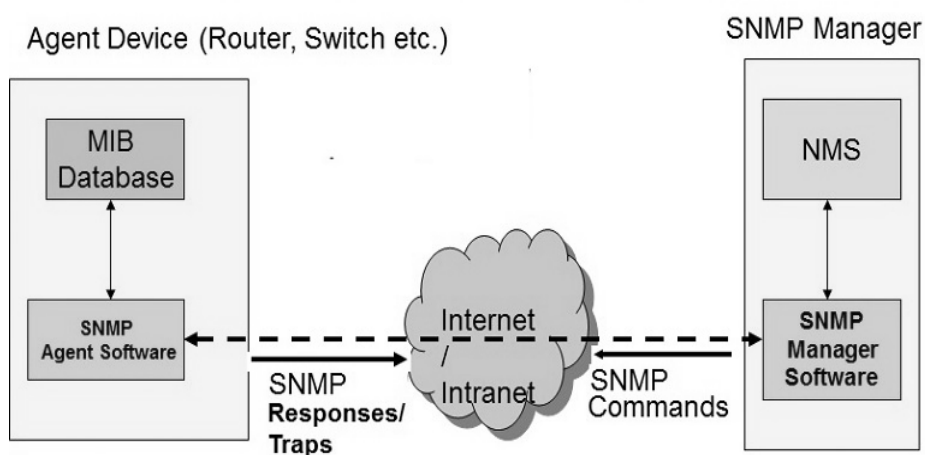 Agent Device (Router, Switch etc.)
SNMP Manager
MIB
Database
NMS
SNMP
Agent Software
Internet
/
Intranet
SNMP
Manager
Software
SNMP
Responses/
Traps
SNMP
Commands